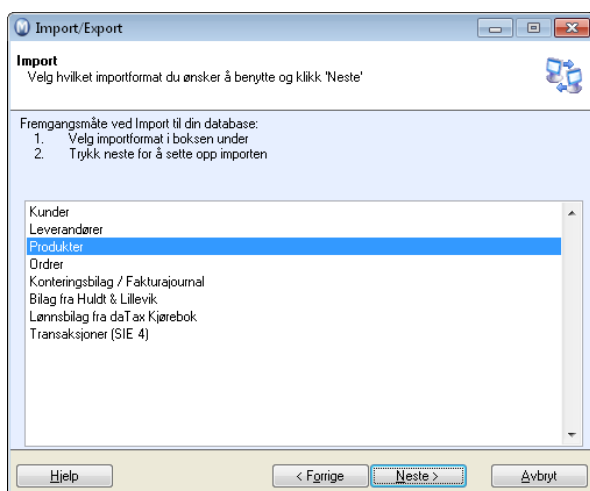 Import/Export
Import
Velg hvilket importformat du ønsker å benytte og klikk 'Neste'
Fremgangsmåte ved Import til din database:
1. Velg importformat i boksen under
2. Trykk neste for å sette opp importen
Kunder
Leverandører
Produkter
Ordrer
Konteringsbilag / Fakturajournal
Bilag fra Huldt & Lillevik
Lønnsbilag fra daTax Kjørebok
Transaksjoner (SIE 4)
Hjelp < Forrige Neste > Avbryt